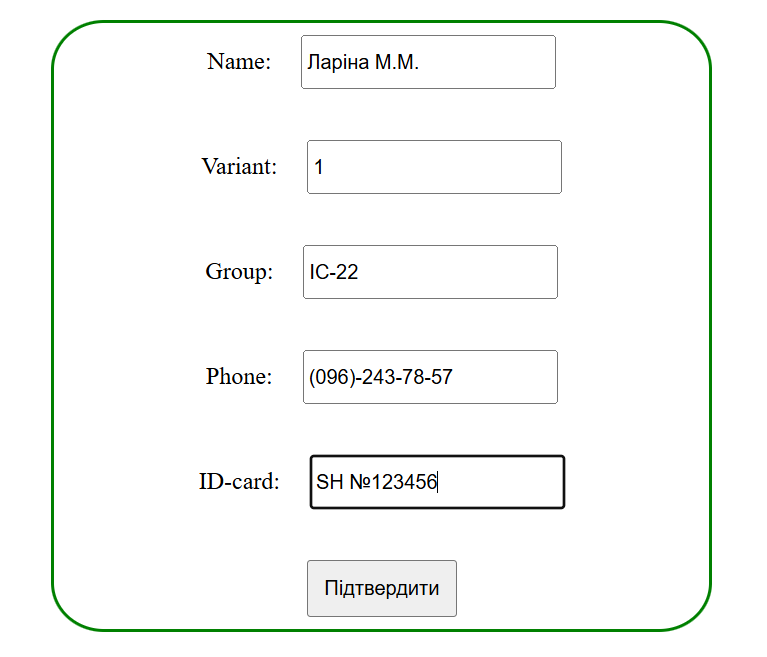 Name: Ларіна М.М.
Variant: 1
Group: ІС-22
Phone: (096)-243-78-57
ID-card: SH №123456
Підтвердити